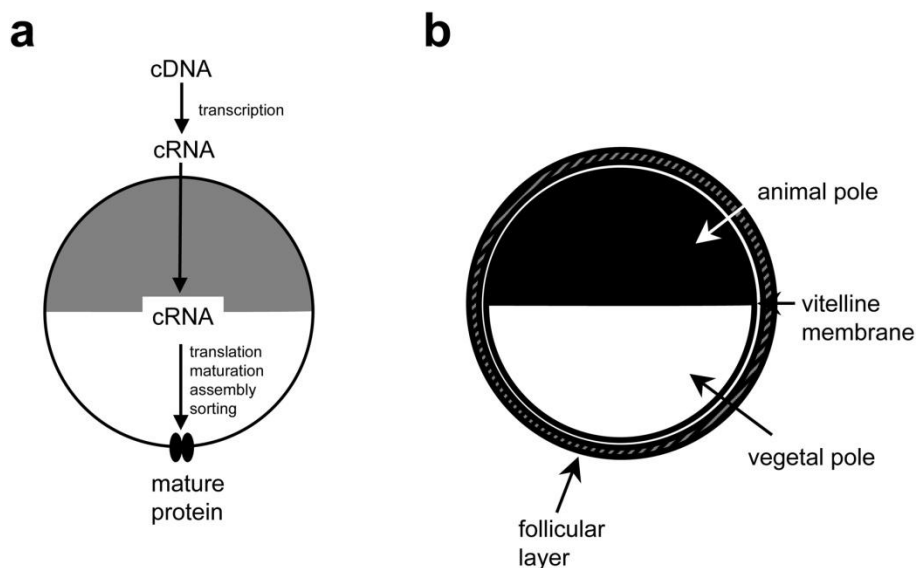 a
cDNA
transcription
cRNA
cRNA
translation
maturation
assembly
sorting
mature
protein
b
animal pole
vitelline
membrane
vegetal pole
follicular
layer